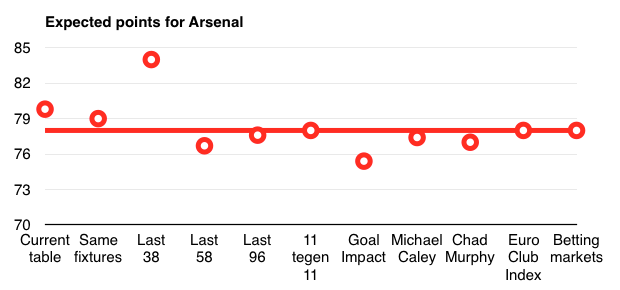 Expected points for Arsenal
85
82
79
76
73
70
Current table
Same fixtures
Last 38
Last 58
Last 96
11 tegen 11
Goal Impact
Michael Caley
Chad Murphy
Euro Club Index
Betting markets